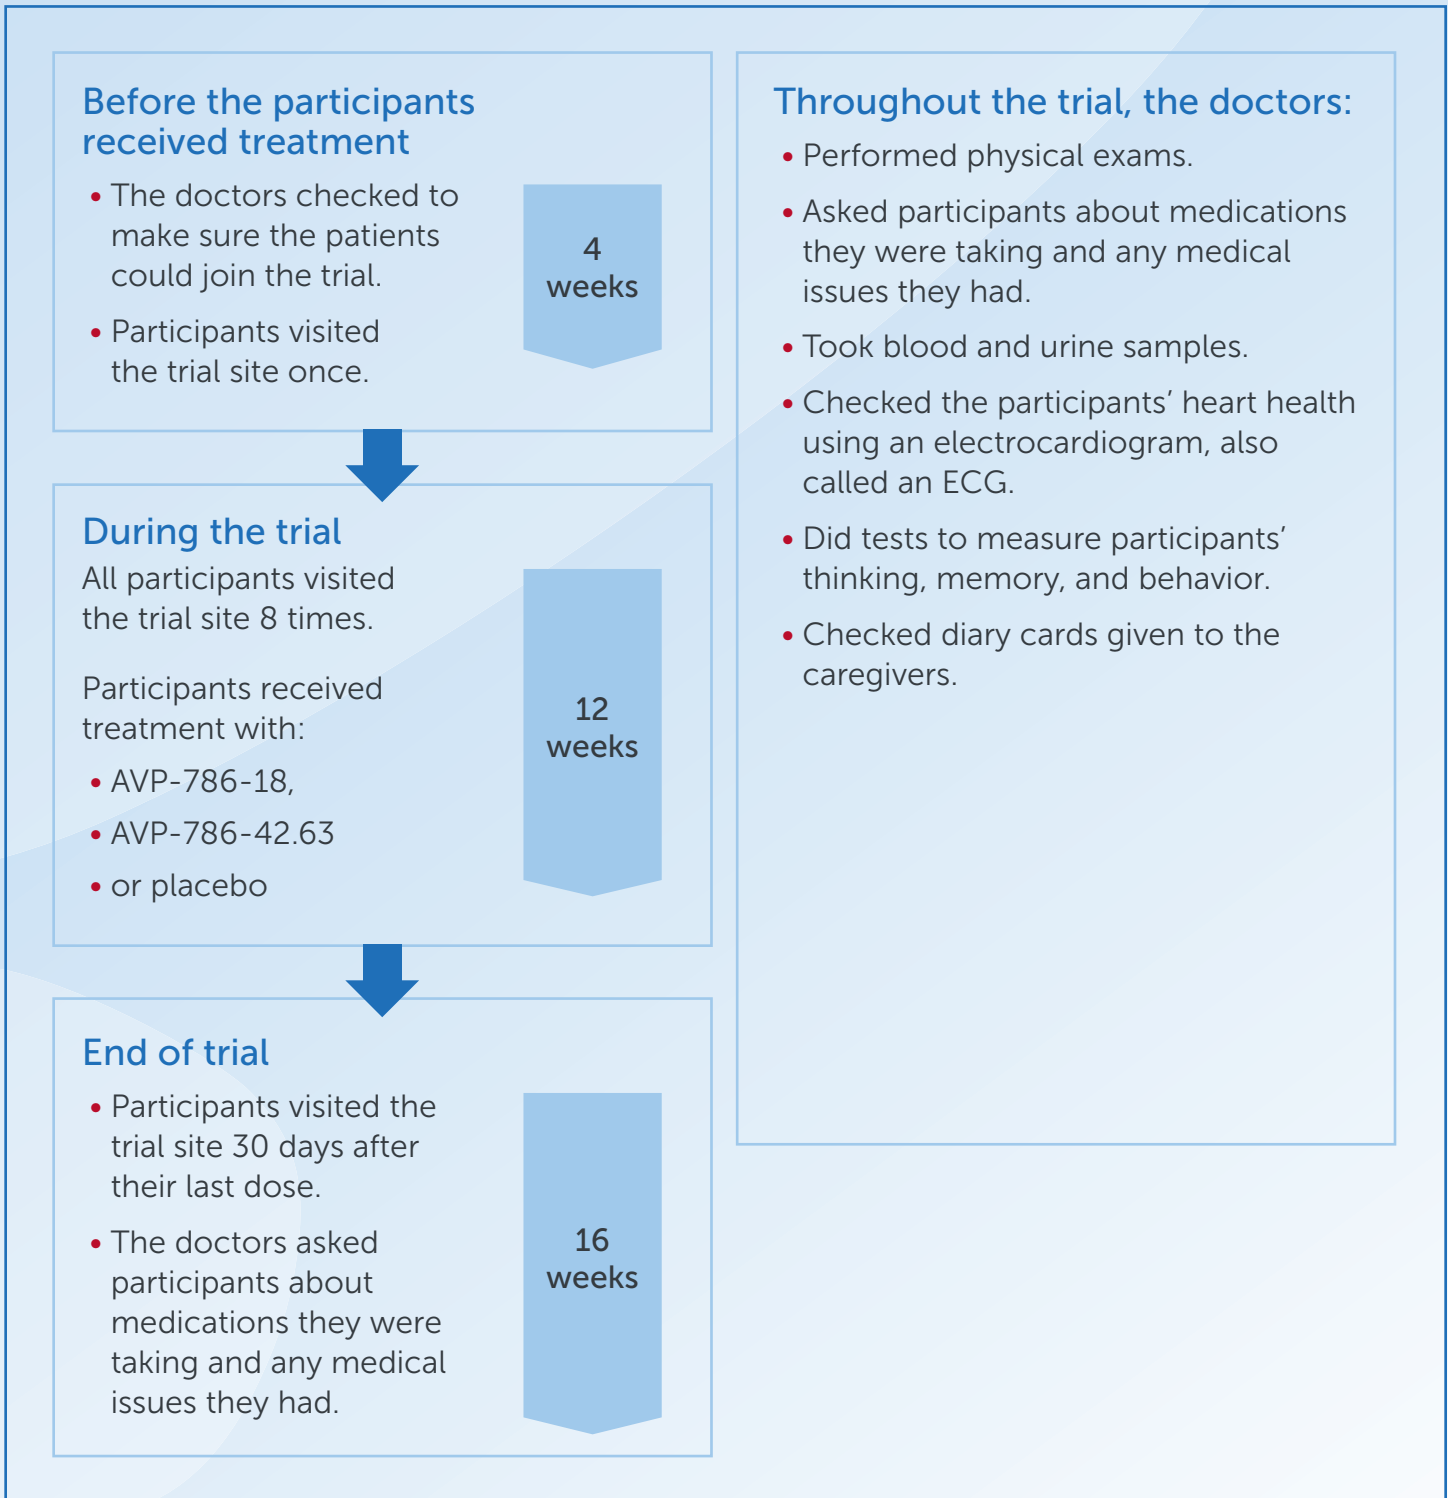 Before the participants
received treatment
• The doctors checked to
make sure the patients
could join the trial.
• Participants visited
the trial site once.
4
weeks
During the trial
All participants visited
the trial site 8 times.
Participants received
treatment with:
• AVP-786-18,
• AVP-786-42.63
• or placebo
12
weeks
End of trial
• Participants visited the
trial site 30 days after
their last dose.
• The doctors asked
participants about
medications they were
taking and any medical
issues they had.
16
weeks
Throughout the trial, the doctors:
• Performed physical exams.
• Asked participants about medications
they were taking and any medical
issues they had.
• Took blood and urine samples.
• Checked the participants’ heart health
using an electrocardiogram, also
called an ECG.
• Did tests to measure participants’
thinking, memory, and behavior.
• Checked diary cards given to the
caregivers.